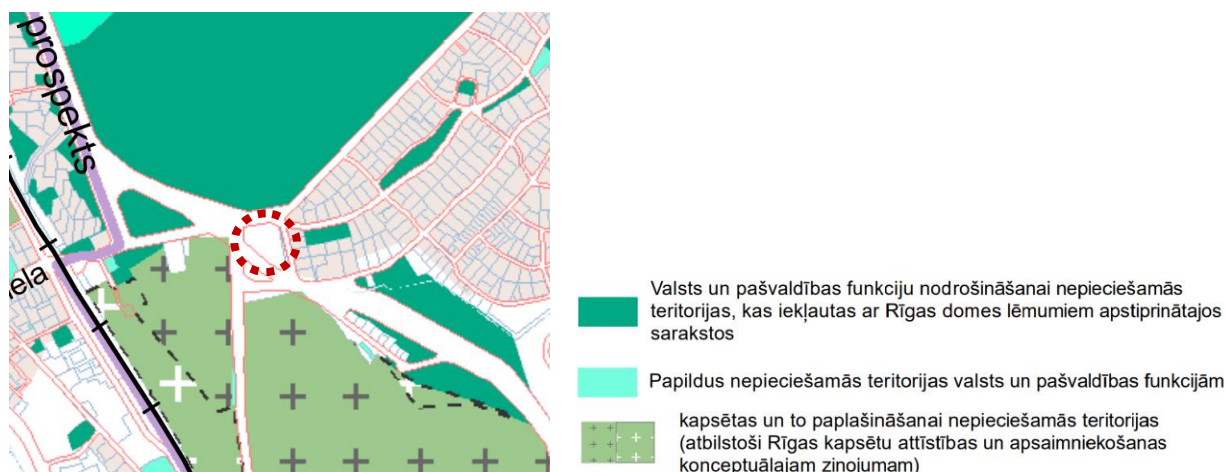 prospekts
iela
Valsts un pašvaldības funkciju nodrošināšanai nepieciešamās
teritorijas, kas iekļautas ar Rīgas domes lēmumiem apstiprinātajos
sarakstos
Papildus nepieciešamās teritorijas valsts un pašvaldības funkcijām
kapsētas un to paplašināšanai nepieciešamās teritorijas
(atbilstoši Rīgas kapsētu attīstības un apsaimniekošanas
konceptuālajam ziņojumam)